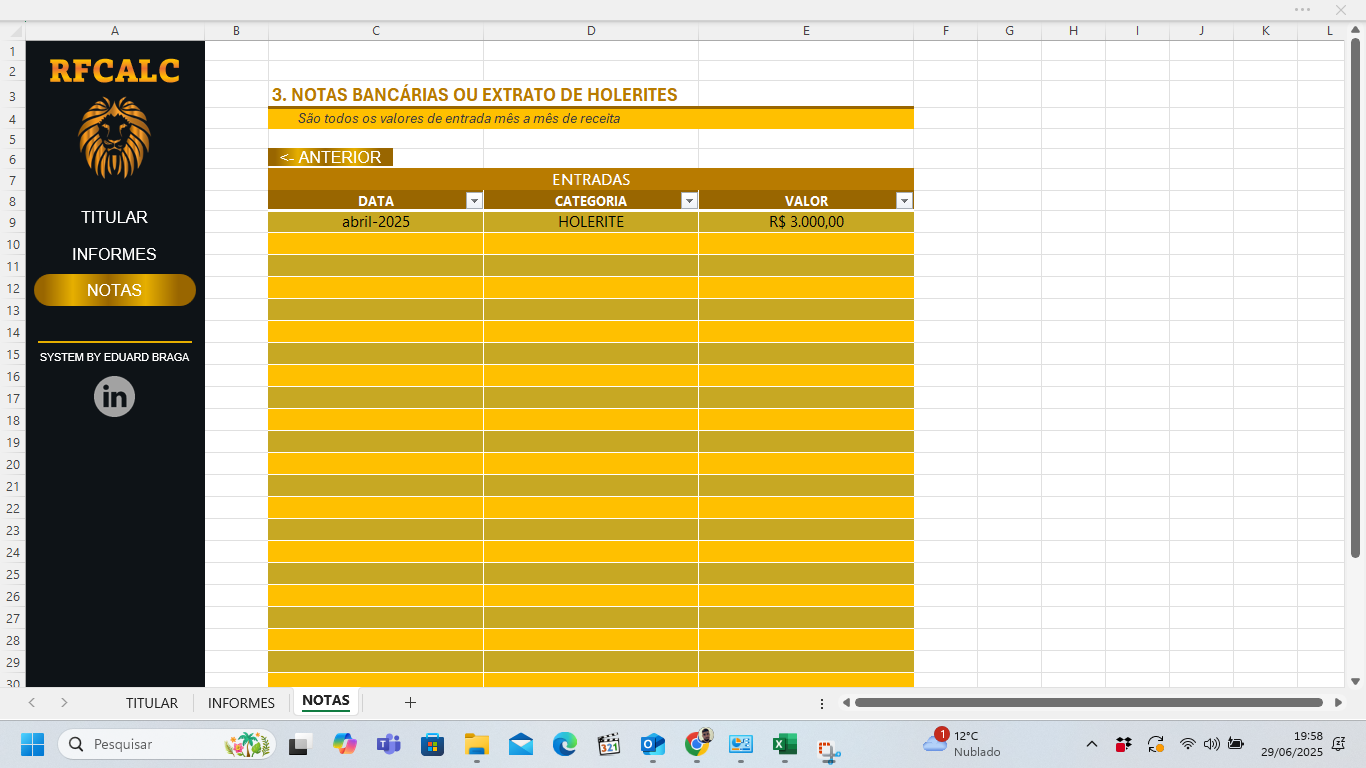 A B C D E F G H I J K L
1
2
RFCALC
3 3. NOTAS BANCÁRIAS OU EXTRATO DE HOLERITES
4 São todos os valores de entrada mês a mês de receita
5
6 <- ANTERIOR
7 ENTRADAS
8 DATA CATEGORIA VALOR
9 abril-2025 HOLERITE R$ 3.000,00
TITULAR
10
INFORMES
11
12
NOTAS
13
14
15
SYSTEM BY EDUARD BRAGA
16
17
in
18
19
20
21
22
23
24
25
26
27
28
29
30
TITULAR INFORMES NOTAS +
Pesquisar
321
1
12°C
Nublado
19:58
29/06/2025